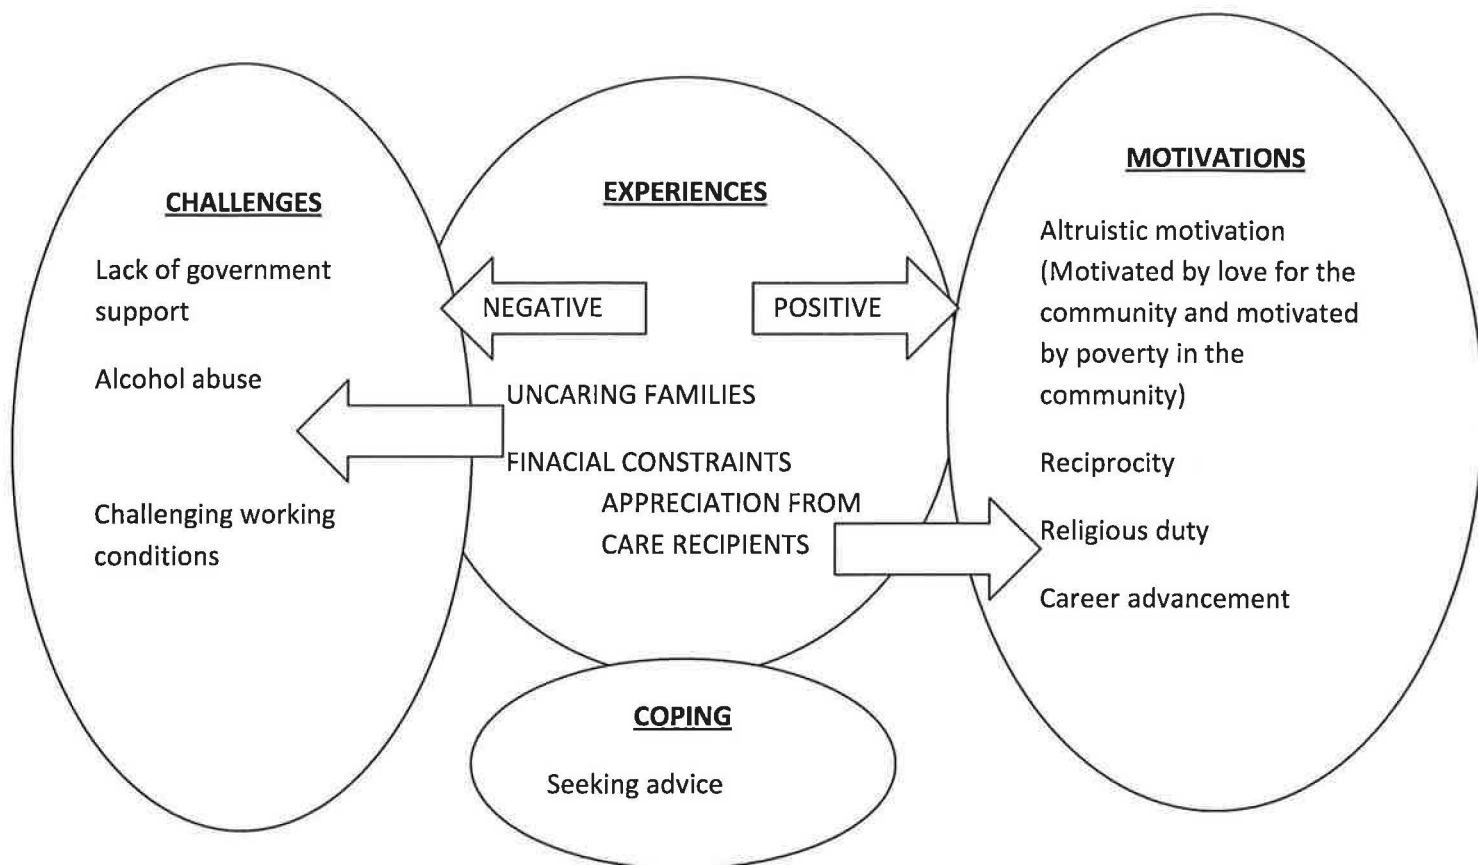 CHALLENGES
Lack of government
support
Alcohol abuse
Challenging working
conditions
EXPERIENCES
NEGATIVE
POSITIVE
UNCARING FAMILIES
FINACIAL CONSTRAINTS
APPRECIATION FROM
CARE RECIPIENTS
MOTIVATIONS
Altruistic motivation
(Motivated by love for the
community and motivated
by poverty in the
community)
Reciprocity
Religious duty
Career advancement
COPING
Seeking advice